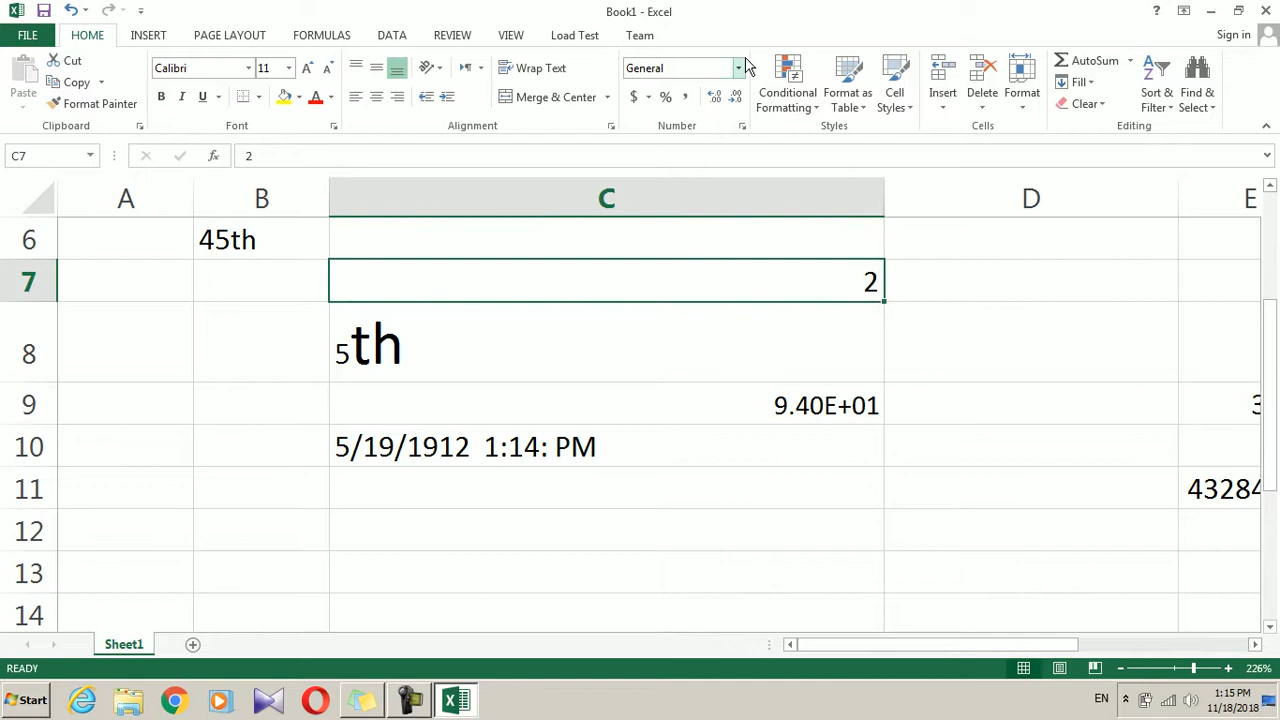 Book1 - Excel
?
FILE HOME INSERT PAGE LAYOUT FORMULAS DATA REVIEW VIEW Load Test Team Sign in
Paste Cut Copy Format Painter
Calibri 11
B I U A A A
Wrap Text
Merge & Center
General
$ % ,
Conditional Formatting
Format as Table
Cell Styles
Insert Delete Format
AutoSum Fill Clear
Sort & Filter
Find & Select
Clipboard Font Alignment Number Styles Cells Editing
C7 fx 2
A B C D E
6 45th
7 2
8 5th
9 9.40E+01 3
10 5/19/1912 1:14: PM
11 43284
12
13
14
Sheet1
READY 226%
Start EN 1:15 PM
11/18/2018